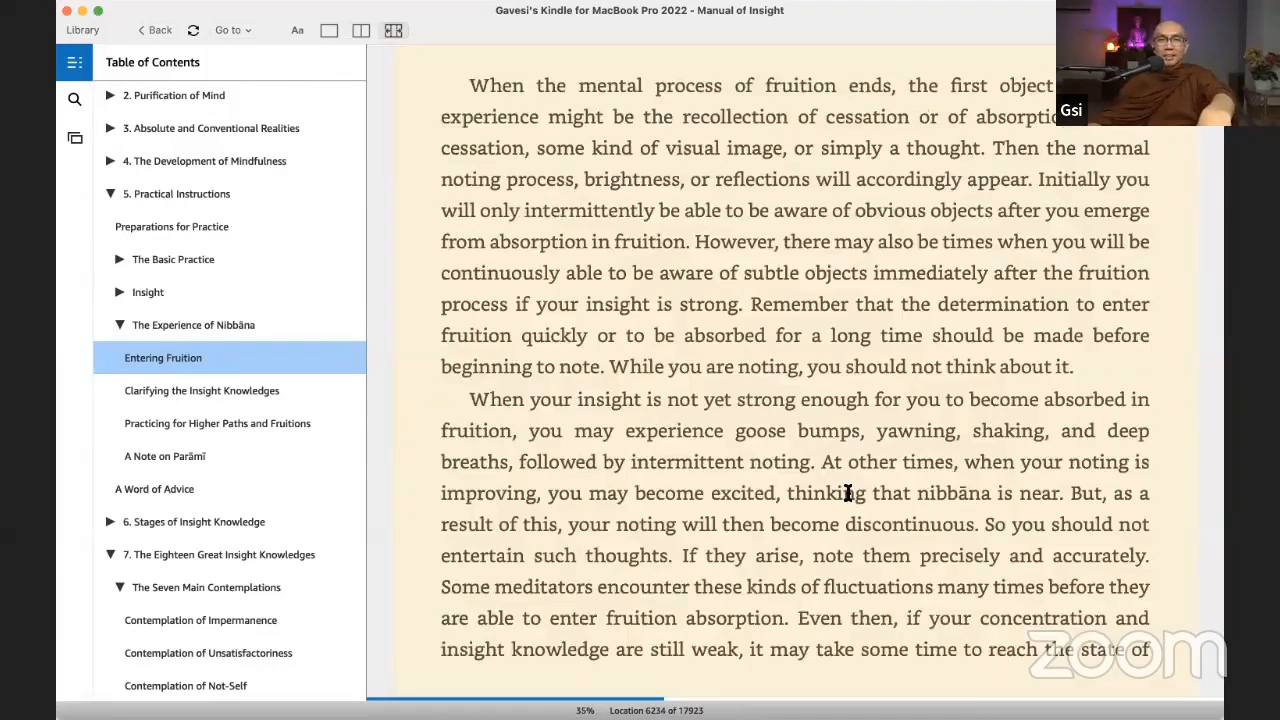 Gavesi's Kindle for MacBook Pro 2022 - Manual of Insight
Library
Back
Go to
Aa
Table of Contents
2. Purification of Mind
3. Absolute and Conventional Realities
4. The Development of Mindfulness
5. Practical Instructions
Preparations for Practice
The Basic Practice
Insight
The Experience of Nibbāna
Entering Fruition
Clarifying the Insight Knowledges
Practicing for Higher Paths and Fruitions
A Note on Parāmī
A Word of Advice
6. Stages of Insight Knowledge
7. The Eighteen Great Insight Knowledges
The Seven Main Contemplations
Contemplation of Impermanence
Contemplation of Unsatisfactoriness
Contemplation of Not-Self
When the mental process of fruition ends, the first object
experience might be the recollection of cessation or of absorptio
cessation, some kind of visual image, or simply a thought. Then the normal
noting process, brightness, or reflections will accordingly appear. Initially you
will only intermittently be able to be aware of obvious objects after you emerge
from absorption in fruition. However, there may also be times when you will be
continuously able to be aware of subtle objects immediately after the fruition
process if your insight is strong. Remember that the determination to enter
fruition quickly or to be absorbed for a long time should be made before
beginning to note. While you are noting, you should not think about it.
When your insight is not yet strong enough for you to become absorbed in
fruition, you may experience goose bumps, yawning, shaking, and deep
breaths, followed by intermittent noting. At other times, when your noting is
improving, you may become excited, thinking that nibbāna is near. But, as a
result of this, your noting will then become discontinuous. So you should not
entertain such thoughts. If they arise, note them precisely and accurately.
Some meditators encounter these kinds of fluctuations many times before they
are able to enter fruition absorption. Even then, if your concentration and
insight knowledge are still weak, it may take some time to reach the state of
35% Location 6234 of 17923
Gsi
zoom